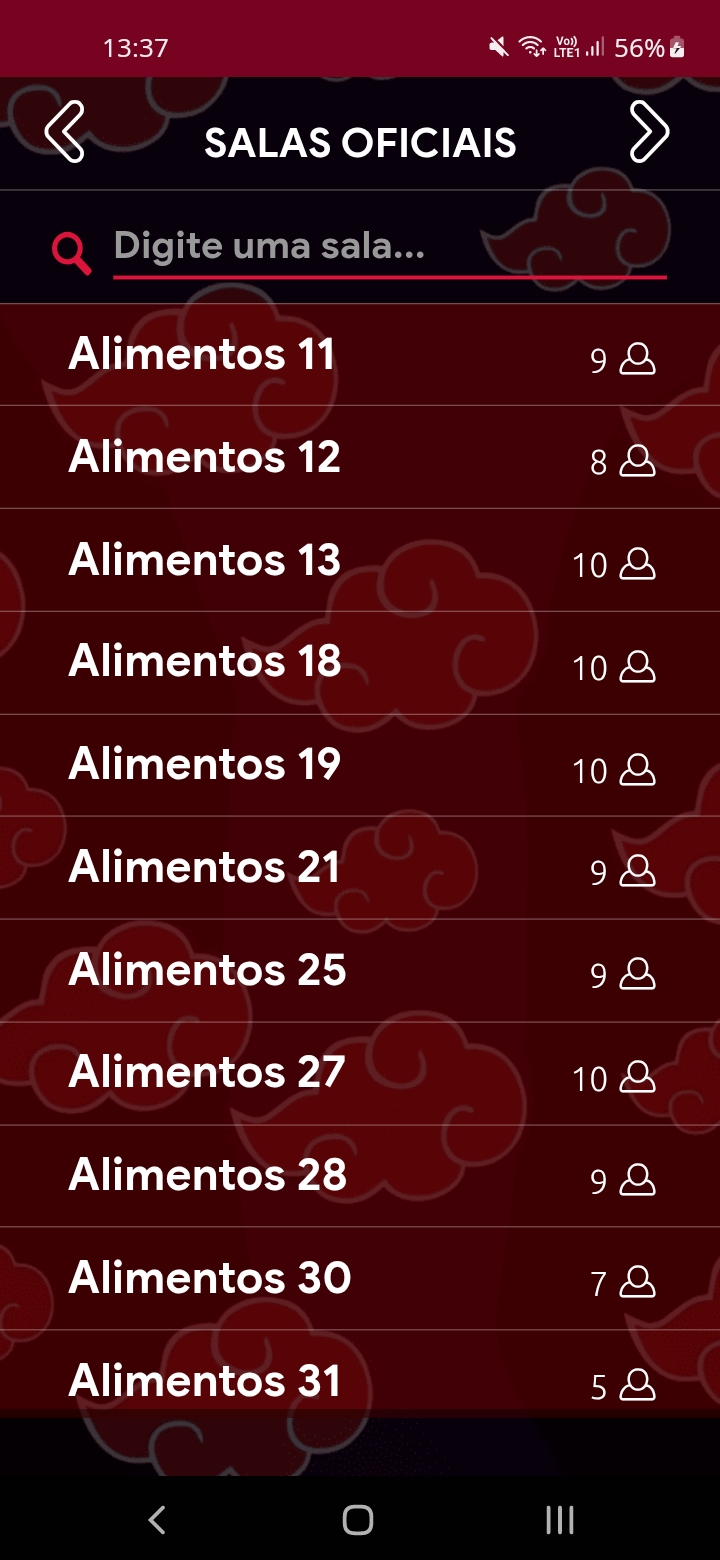 13:37 Vo)) LTE1 56%
SALAS OFICIAIS
Digite uma sala...
Alimentos 11 9
Alimentos 12 8
Alimentos 13 10
Alimentos 18 10
Alimentos 19 10
Alimentos 21 9
Alimentos 25 9
Alimentos 27 10
Alimentos 28 9
Alimentos 30 7
Alimentos 31 5